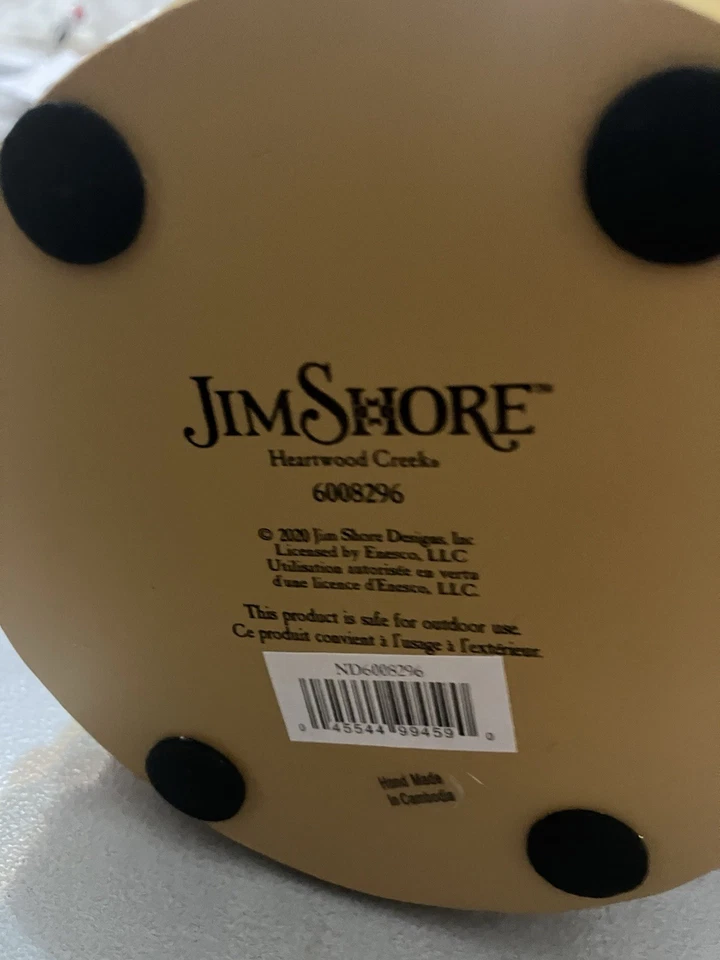 JIM SHORE™
Heartwood Creek®
6008296
© 2020 Jim Shore Designs, Inc
Licensed by Enesco, LLC
Utilisation autorisée en vertu
d'une licence d'Enesco, LLC.
This product is safe for outdoor use.
Ce produit convient à l'usage à l'extérieur.
ND6008296
0 45544 99459 0
Hand Made
In Cambodia